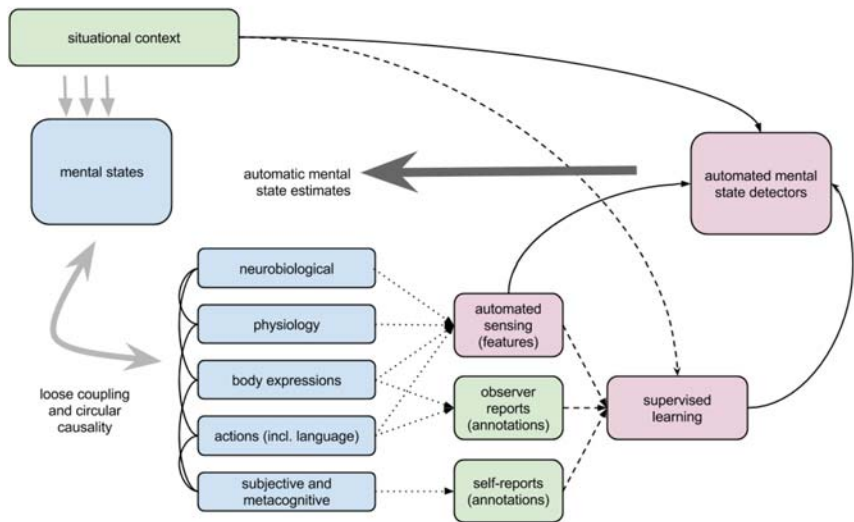 situational context
mental states
automatic mental
state estimates
automated mental
state detectors
neurobiological
physiology
body expressions
actions (incl. language)
subjective and
metacognitive
loose coupling
and circular
causality
automated
sensing
(features)
observer
reports
(annotations)
self-reports
(annotations)
supervised
learning